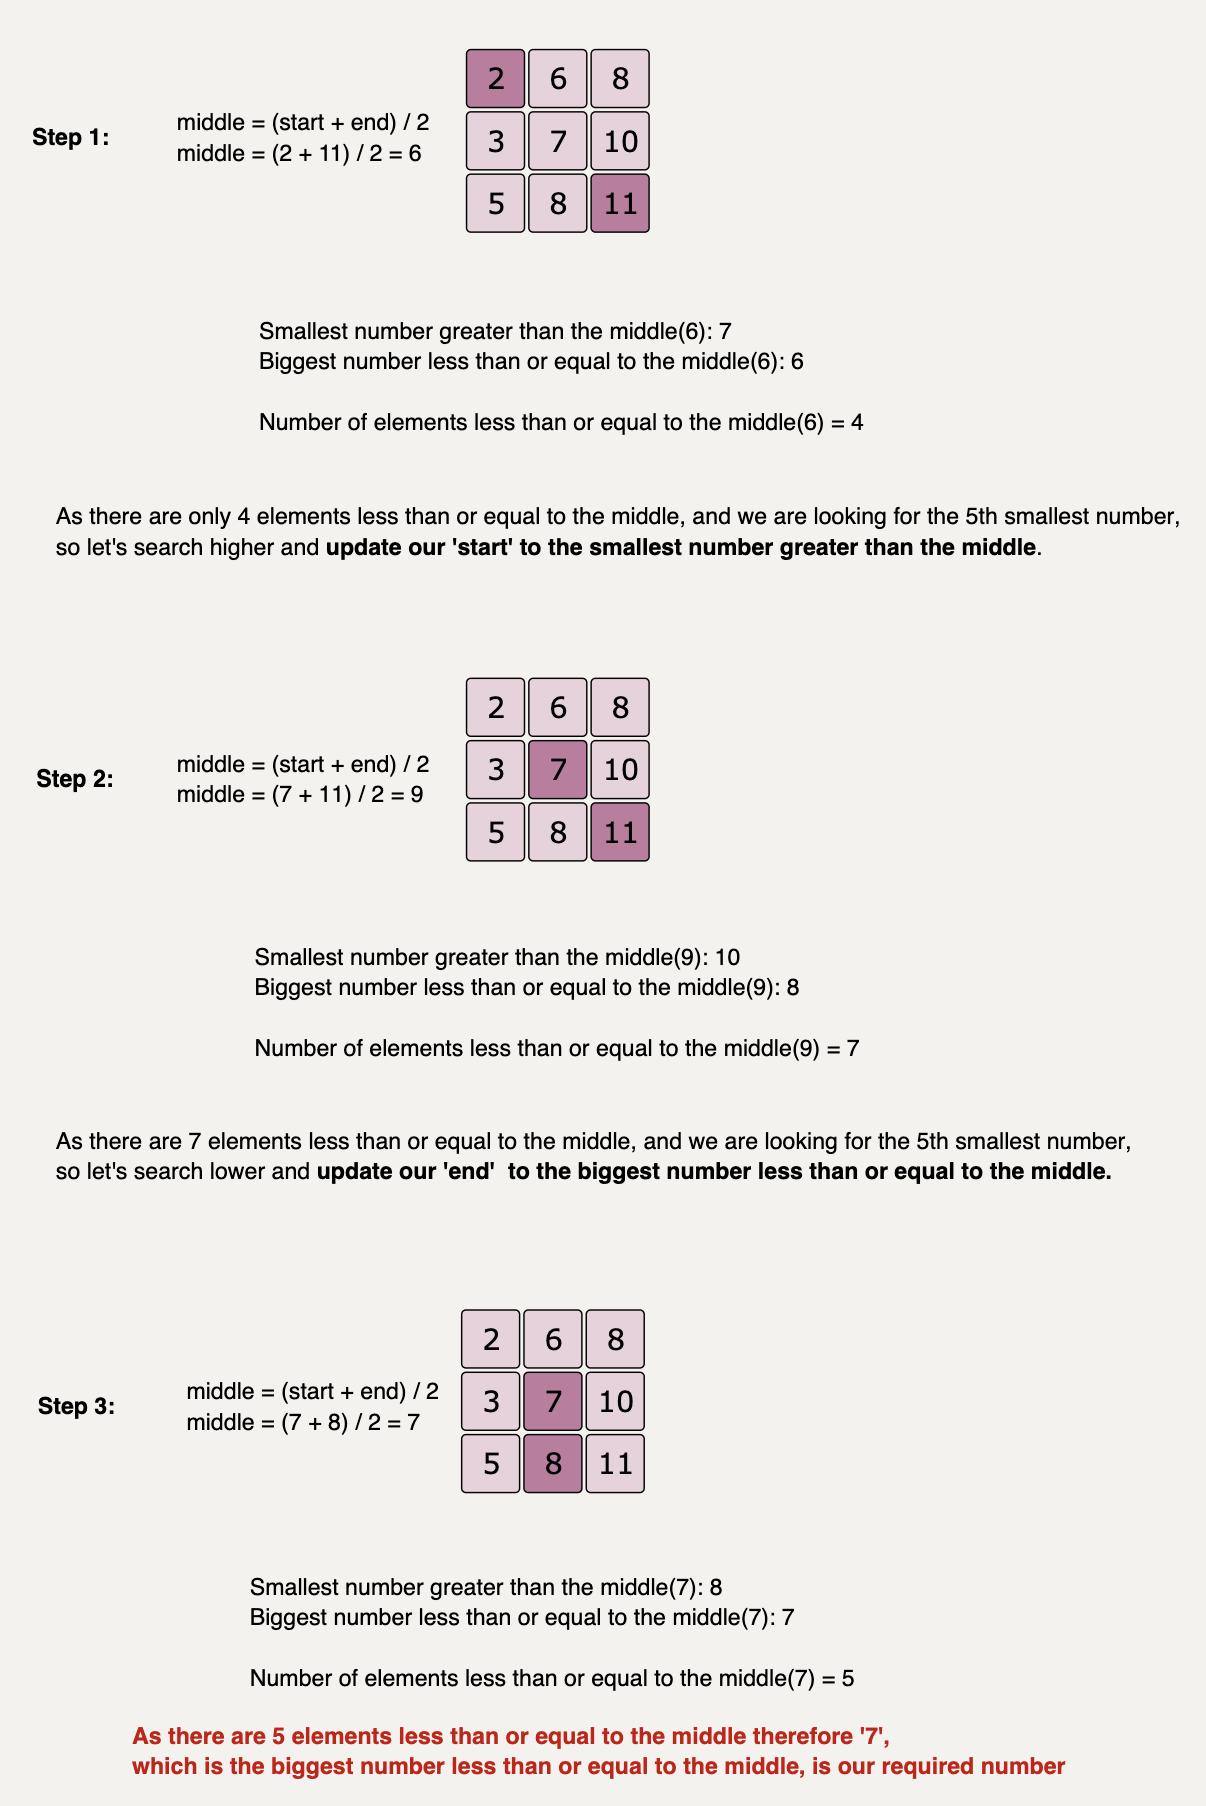 2 6 8
Step 1:
middle = (start + end) / 2
middle = (2 + 11) / 2 = 6
3 7 10
5 8 11
Smallest number greater than the middle(6): 7
Biggest number less than or equal to the middle(6): 6
Number of elements less than or equal to the middle(6) = 4
As there are only 4 elements less than or equal to the middle, and we are looking for the 5th smallest number,
so let's search higher and update our 'start' to the smallest number greater than the middle.
2 6 8
Step 2:
middle = (start + end) / 2
middle = (7 + 11) / 2 = 9
3 7 10
5 8 11
Smallest number greater than the middle(9): 10
Biggest number less than or equal to the middle(9): 8
Number of elements less than or equal to the middle(9) = 7
As there are 7 elements less than or equal to the middle, and we are looking for the 5th smallest number,
so let's search lower and update our 'end'  to the biggest number less than or equal to the middle.
2 6 8
Step 3:
middle = (start + end) / 2
middle = (7 + 8) / 2 = 7
3 7 10
5 8 11
Smallest number greater than the middle(7): 8
Biggest number less than or equal to the middle(7): 7
Number of elements less than or equal to the middle(7) = 5
As there are 5 elements less than or equal to the middle therefore '7',
which is the biggest number less than or equal to the middle, is our required number